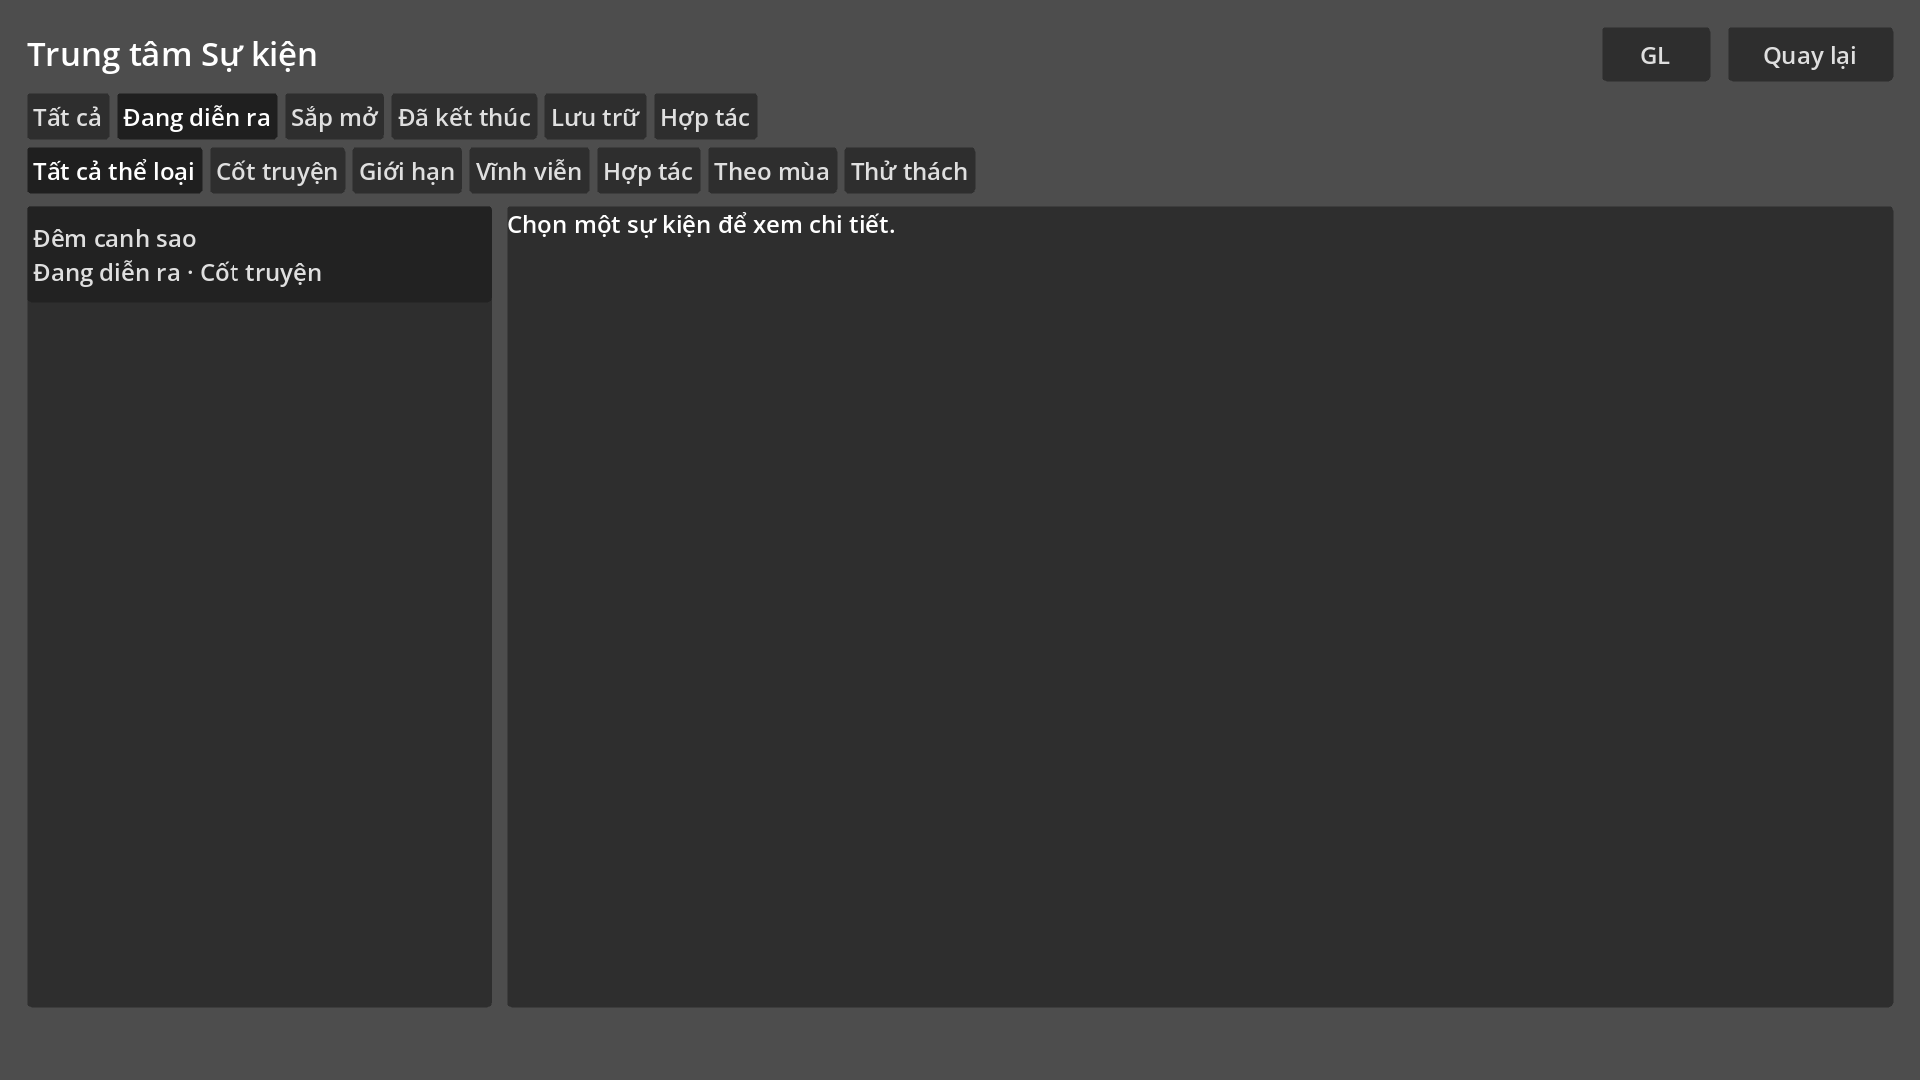 Trung tâm Sự kiện
GL
Quay lại
Tất cả
Đang diễn ra
Sắp mở
Đã kết thúc
Lưu trữ
Hợp tác
Tất cả thể loại
Cốt truyện
Giới hạn
Vĩnh viễn
Hợp tác
Theo mùa
Thử thách
Đêm canh sao
Đang diễn ra · Cốt truyện
Chọn một sự kiện để xem chi tiết.